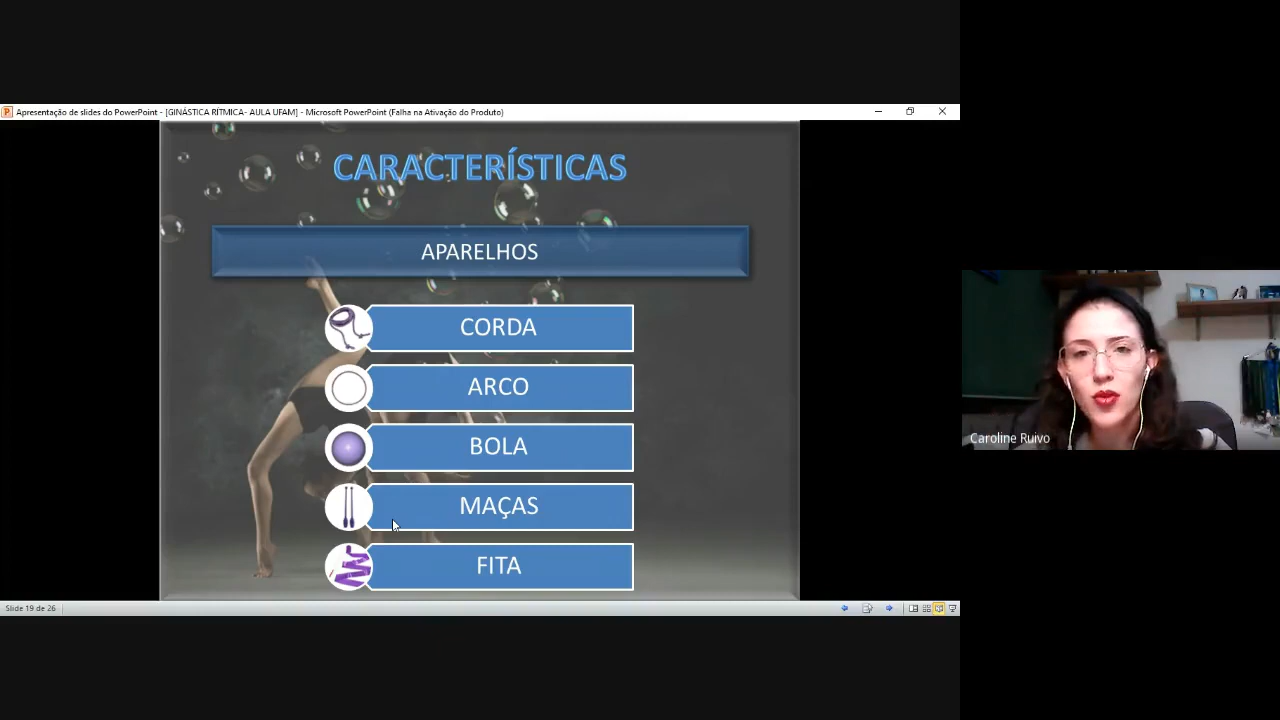 Apresentação de slides do PowerPoint - [GINÁSTICA RÍTMICA- AULA UFAM] - Microsoft PowerPoint (Falha na Ativação do Produto)
CARACTERÍSTICAS
APARELHOS
CORDA
ARCO
BOLA
MAÇAS
FITA
Slide 19 de 26
Caroline Ruivo